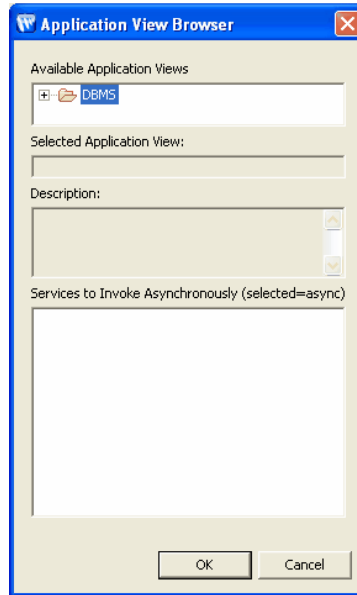 Application View Browser
Available Application Views
DBMS
Selected Application View:
Description:
Services to Invoke Asynchronously (selected=async)
OK Cancel